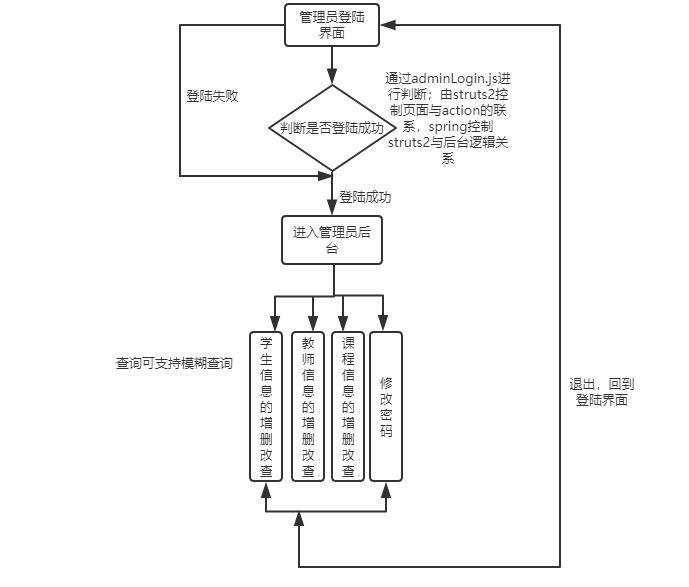 管理员登陆
界面
登陆失败
通过adminLogin.js进
行判断；由struts2控
制页面与action的联
系，spring控制
struts2与后台逻辑关
系
判断是否登陆成功
登陆成功
进入管理员后
台
查询可支持模糊查询
学生信息的增删改查
教师信息的增删改查
课程信息的增删改查
修改密码
退出，回到
登陆界面